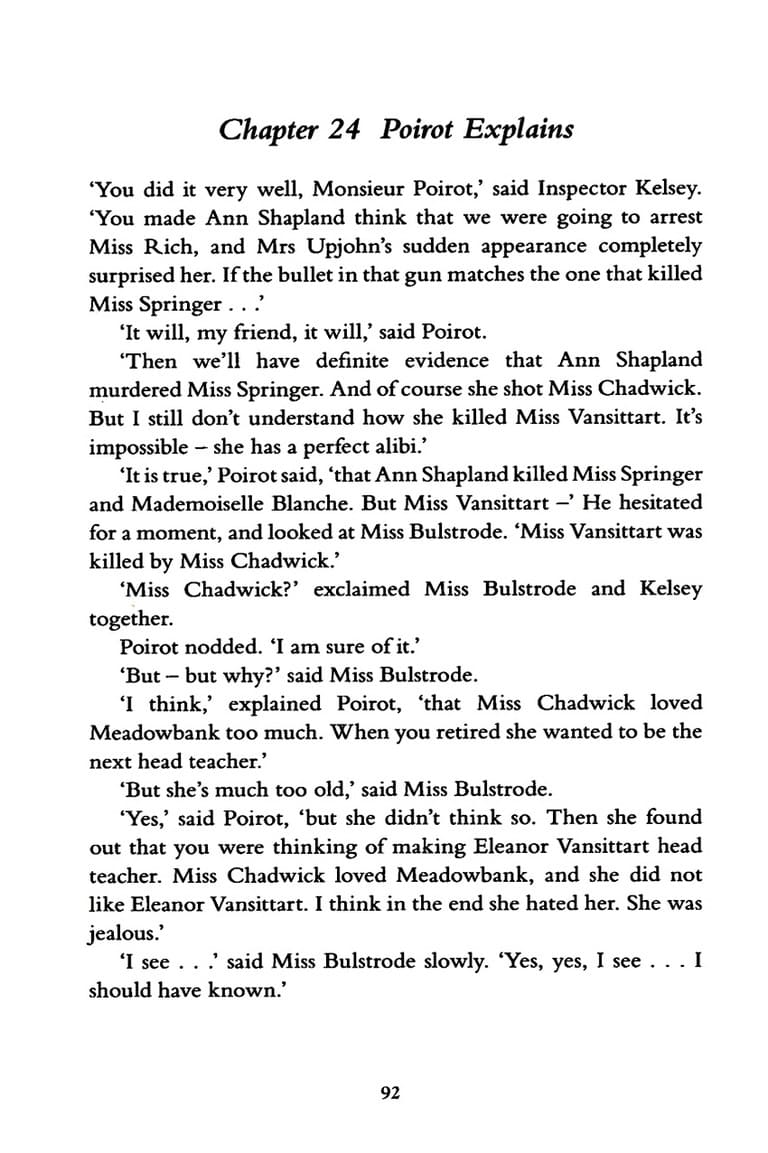 Chapter 24 Poirot Explains
‘You did it very well, Monsieur Poirot,’ said Inspector Kelsey.
‘You made Ann Shapland think that we were going to arrest
Miss Rich, and Mrs Upjohn’s sudden appearance completely
surprised her. If the bullet in that gun matches the one that killed
Miss Springer . . .’
‘It will, my friend, it will,’ said Poirot.
‘Then we’ll have definite evidence that Ann Shapland
murdered Miss Springer. And of course she shot Miss Chadwick.
But I still don’t understand how she killed Miss Vansittart. It’s
impossible – she has a perfect alibi.’
‘It is true,’ Poirot said, ‘that Ann Shapland killed Miss Springer
and Mademoiselle Blanche. But Miss Vansittart –’ He hesitated
for a moment, and looked at Miss Bulstrode. ‘Miss Vansittart was
killed by Miss Chadwick.’
‘Miss Chadwick?’ exclaimed Miss Bulstrode and Kelsey
together.
Poirot nodded. ‘I am sure of it.’
‘But – but why?’ said Miss Bulstrode.
‘I think,’ explained Poirot, ‘that Miss Chadwick loved
Meadowbank too much. When you retired she wanted to be the
next head teacher.’
‘But she’s much too old,’ said Miss Bulstrode.
‘Yes,’ said Poirot, ‘but she didn’t think so. Then she found
out that you were thinking of making Eleanor Vansittart head
teacher. Miss Chadwick loved Meadowbank, and she did not
like Eleanor Vansittart. I think in the end she hated her. She was
jealous.’
‘I see . . .’ said Miss Bulstrode slowly. ‘Yes, yes, I see . . . I
should have known.’
92